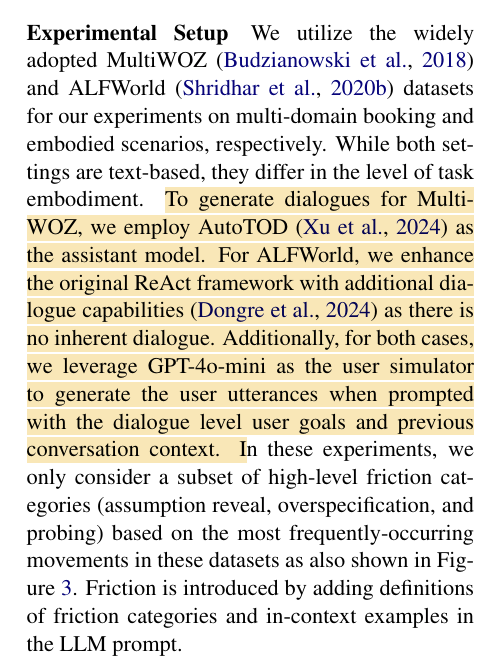 Experimental Setup We utilize the widely
adopted MultiWOZ (Budzianowski et al., 2018)
and ALFWorld (Shridhar et al., 2020b) datasets
for our experiments on multi-domain booking and
embodied scenarios, respectively. While both set-
tings are text-based, they differ in the level of task
embodiment. To generate dialogues for Multi-
WOZ, we employ AutoTOD (Xu et al., 2024) as
the assistant model. For ALFWorld, we enhance
the original ReAct framework with additional dia-
logue capabilities (Dongre et al., 2024) as there is
no inherent dialogue. Additionally, for both cases,
we leverage GPT-4o-mini as the user simulator
to generate the user utterances when prompted
with the dialogue level user goals and previous
conversation context. In these experiments, we
only consider a subset of high-level friction cat-
egories (assumption reveal, overspecification, and
probing) based on the most frequently-occurring
movements in these datasets as also shown in Fig-
ure 3. Friction is introduced by adding definitions
of friction categories and in-context examples in
the LLM prompt.